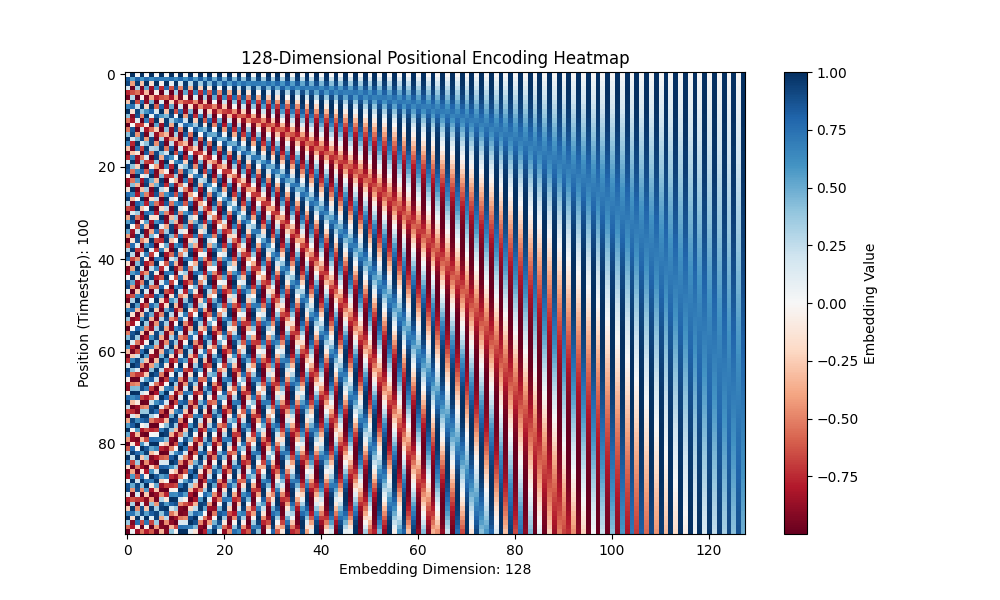 128-Dimensional Positional Encoding Heatmap
0
20
40
60
80
Position (Timestep): 100
0 20 40 60 80 100 120
Embedding Dimension: 128
1.00
0.75
0.50
0.25
0.00
−0.25
−0.50
−0.75
Embedding Value